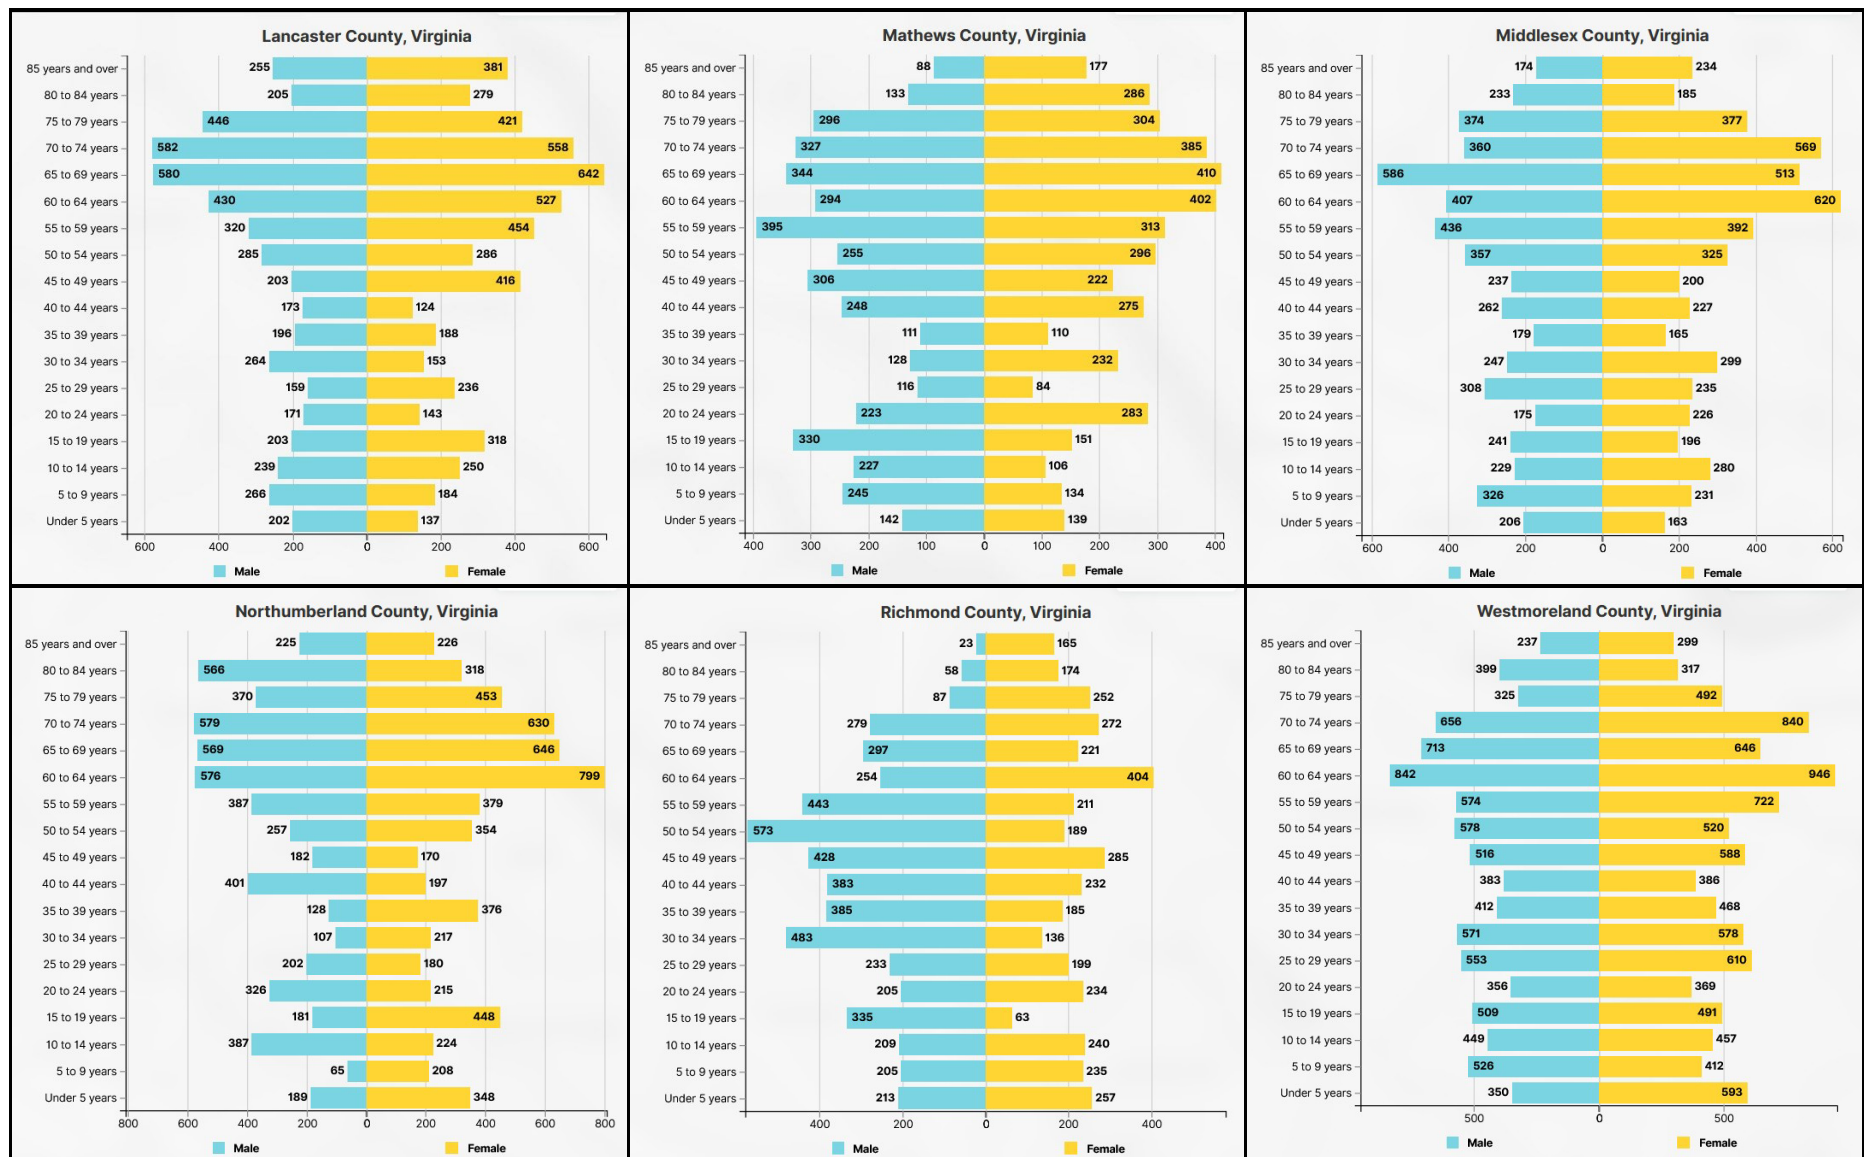 Lancaster County, Virginia
85 years and over 255 381
80 to 84 years 205 279
75 to 79 years 446 421
70 to 74 years 582 558
65 to 69 years 580 642
60 to 64 years 430 527
55 to 59 years 320 454
50 to 54 years 285 286
45 to 49 years 203 416
40 to 44 years 173 124
35 to 39 years 196 188
30 to 34 years 264 153
25 to 29 years 159 236
20 to 24 years 171 143
15 to 19 years 203 318
10 to 14 years 239 250
5 to 9 years 266 184
Under 5 years 202 137
600 400 200 0 200 400 600
Male Female
Mathews County, Virginia
85 years and over 88 177
80 to 84 years 133 286
75 to 79 years 296 304
70 to 74 years 327 385
65 to 69 years 344 410
60 to 64 years 294 402
55 to 59 years 395 313
50 to 54 years 255 296
45 to 49 years 306 222
40 to 44 years 248 275
35 to 39 years 111 110
30 to 34 years 128 232
25 to 29 years 116 84
20 to 24 years 223 283
15 to 19 years 330 151
10 to 14 years 227 106
5 to 9 years 245 134
Under 5 years 142 139
400 300 200 100 0 100 200 300 400
Male Female
Middlesex County, Virginia
85 years and over 174 234
80 to 84 years 233 185
75 to 79 years 374 377
70 to 74 years 360 569
65 to 69 years 586 513
60 to 64 years 407 620
55 to 59 years 436 392
50 to 54 years 357 325
45 to 49 years 237 200
40 to 44 years 262 227
35 to 39 years 179 165
30 to 34 years 247 299
25 to 29 years 308 235
20 to 24 years 175 226
15 to 19 years 241 196
10 to 14 years 229 280
5 to 9 years 326 231
Under 5 years 206 163
600 400 200 0 200 400 600
Male Female
Northumberland County, Virginia
85 years and over 225 226
80 to 84 years 566 318
75 to 79 years 370 453
70 to 74 years 579 630
65 to 69 years 569 646
60 to 64 years 576 799
55 to 59 years 387 379
50 to 54 years 257 354
45 to 49 years 182 170
40 to 44 years 401 197
35 to 39 years 128 376
30 to 34 years 107 217
25 to 29 years 202 180
20 to 24 years 326 215
15 to 19 years 181 448
10 to 14 years 387 224
5 to 9 years 65 208
Under 5 years 189 348
800 600 400 200 0 200 400 600 800
Male Female
Richmond County, Virginia
85 years and over 23 165
80 to 84 years 58 174
75 to 79 years 87 252
70 to 74 years 279 272
65 to 69 years 297 221
60 to 64 years 254 404
55 to 59 years 443 211
50 to 54 years 573 189
45 to 49 years 428 285
40 to 44 years 383 232
35 to 39 years 385 185
30 to 34 years 483 136
25 to 29 years 233 199
20 to 24 years 205 234
15 to 19 years 335 63
10 to 14 years 209 240
5 to 9 years 205 235
Under 5 years 213 257
400 200 0 200 400
Male Female
Westmoreland County, Virginia
85 years and over 237 299
80 to 84 years 399 317
75 to 79 years 325 492
70 to 74 years 656 840
65 to 69 years 713 646
60 to 64 years 842 946
55 to 59 years 574 722
50 to 54 years 578 520
45 to 49 years 516 588
40 to 44 years 383 386
35 to 39 years 412 468
30 to 34 years 571 578
25 to 29 years 553 610
20 to 24 years 356 369
15 to 19 years 509 491
10 to 14 years 449 457
5 to 9 years 526 412
Under 5 years 350 593
500 0 500
Male Female